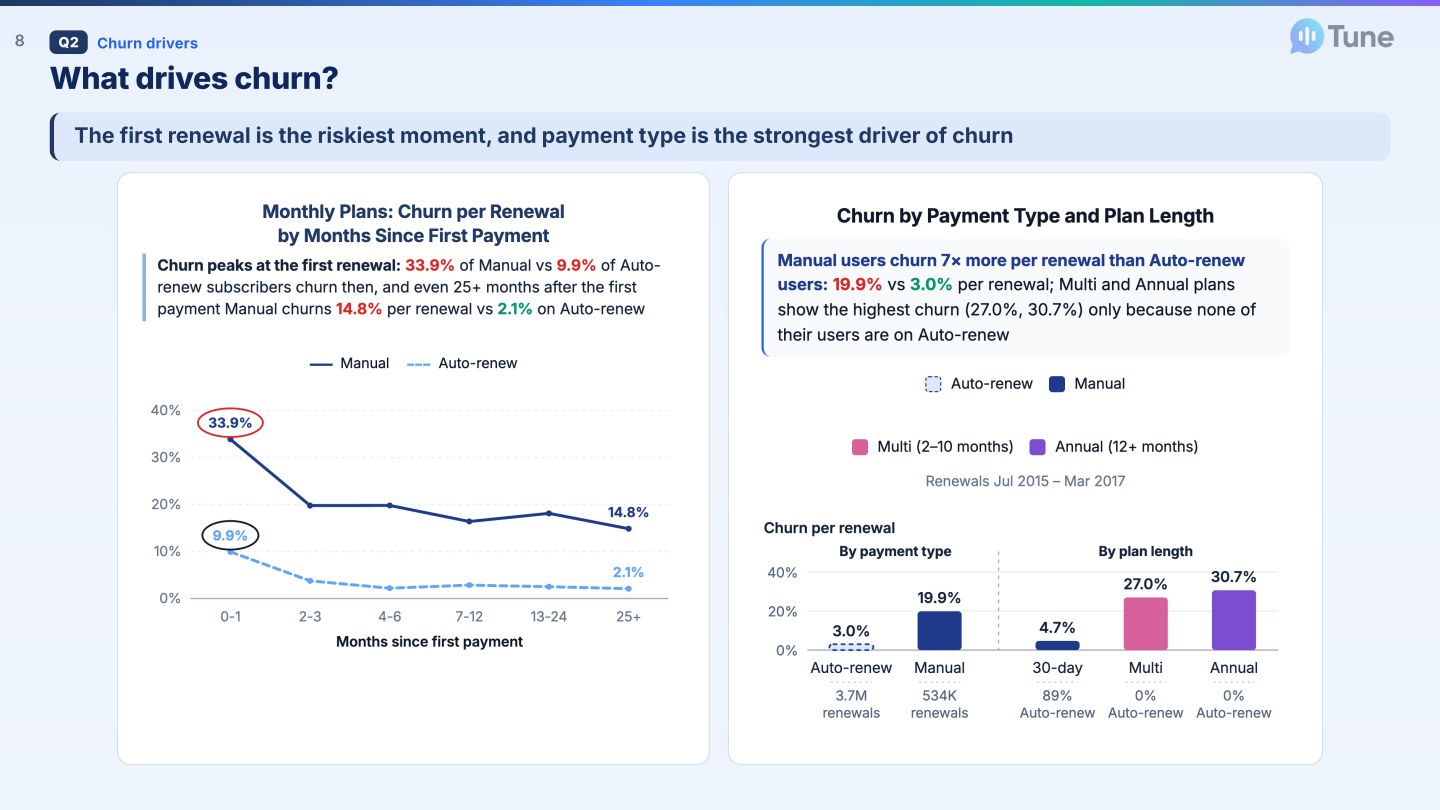 8
Q2 Churn drivers
Tune
What drives churn?
The first renewal is the riskiest moment, and payment type is the strongest driver of churn
Monthly Plans: Churn per Renewal
by Months Since First Payment
Churn peaks at the first renewal: 33.9% of Manual vs 9.9% of Auto-
renew subscribers churn then, and even 25+ months after the first
payment Manual churns 14.8% per renewal vs 2.1% on Auto-renew
Manual Auto-renew
40%
33.9%
30%
20%
14.8%
9.9%
10%
2.1%
0%
0-1 2-3 4-6 7-12 13-24 25+
Months since first payment
Churn by Payment Type and Plan Length
Manual users churn 7× more per renewal than Auto-renew
users: 19.9% vs 3.0% per renewal; Multi and Annual plans
show the highest churn (27.0%, 30.7%) only because none of
their users are on Auto-renew
Auto-renew Manual
Multi (2–10 months) Annual (12+ months)
Renewals Jul 2015 – Mar 2017
Churn per renewal
By payment type By plan length
40%
20%
0%
3.0% 19.9% 4.7% 27.0% 30.7%
Auto-renew Manual 30-day Multi Annual
3.7M 534K 89% 0% 0%
renewals renewals Auto-renew Auto-renew Auto-renew